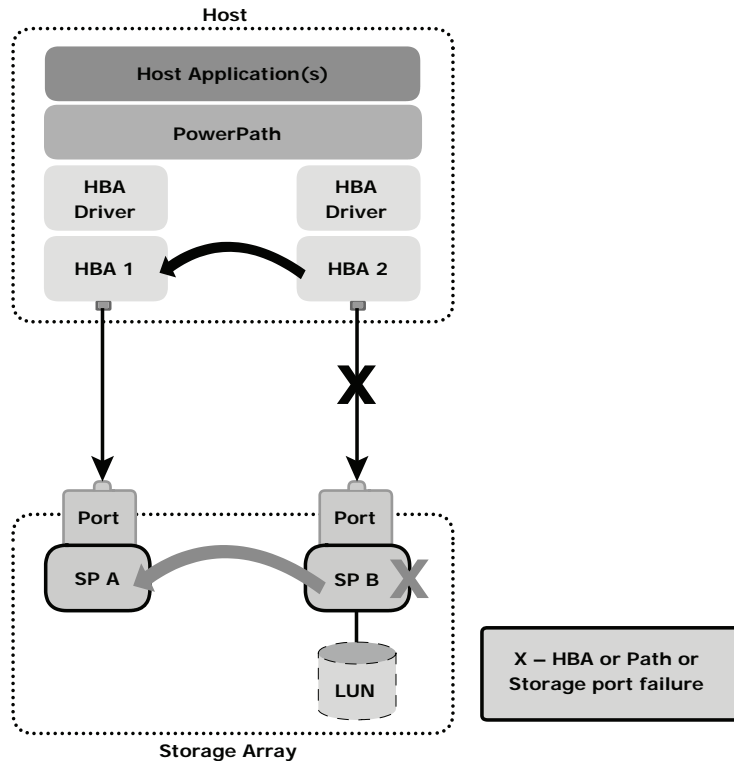 Host
Host Application(s)
PowerPath
HBA
Driver
HBA
Driver
HBA 1
HBA 2
X
Port
Port
SP A
SP B
X
LUN
X – HBA or Path or
Storage port failure
Storage Array